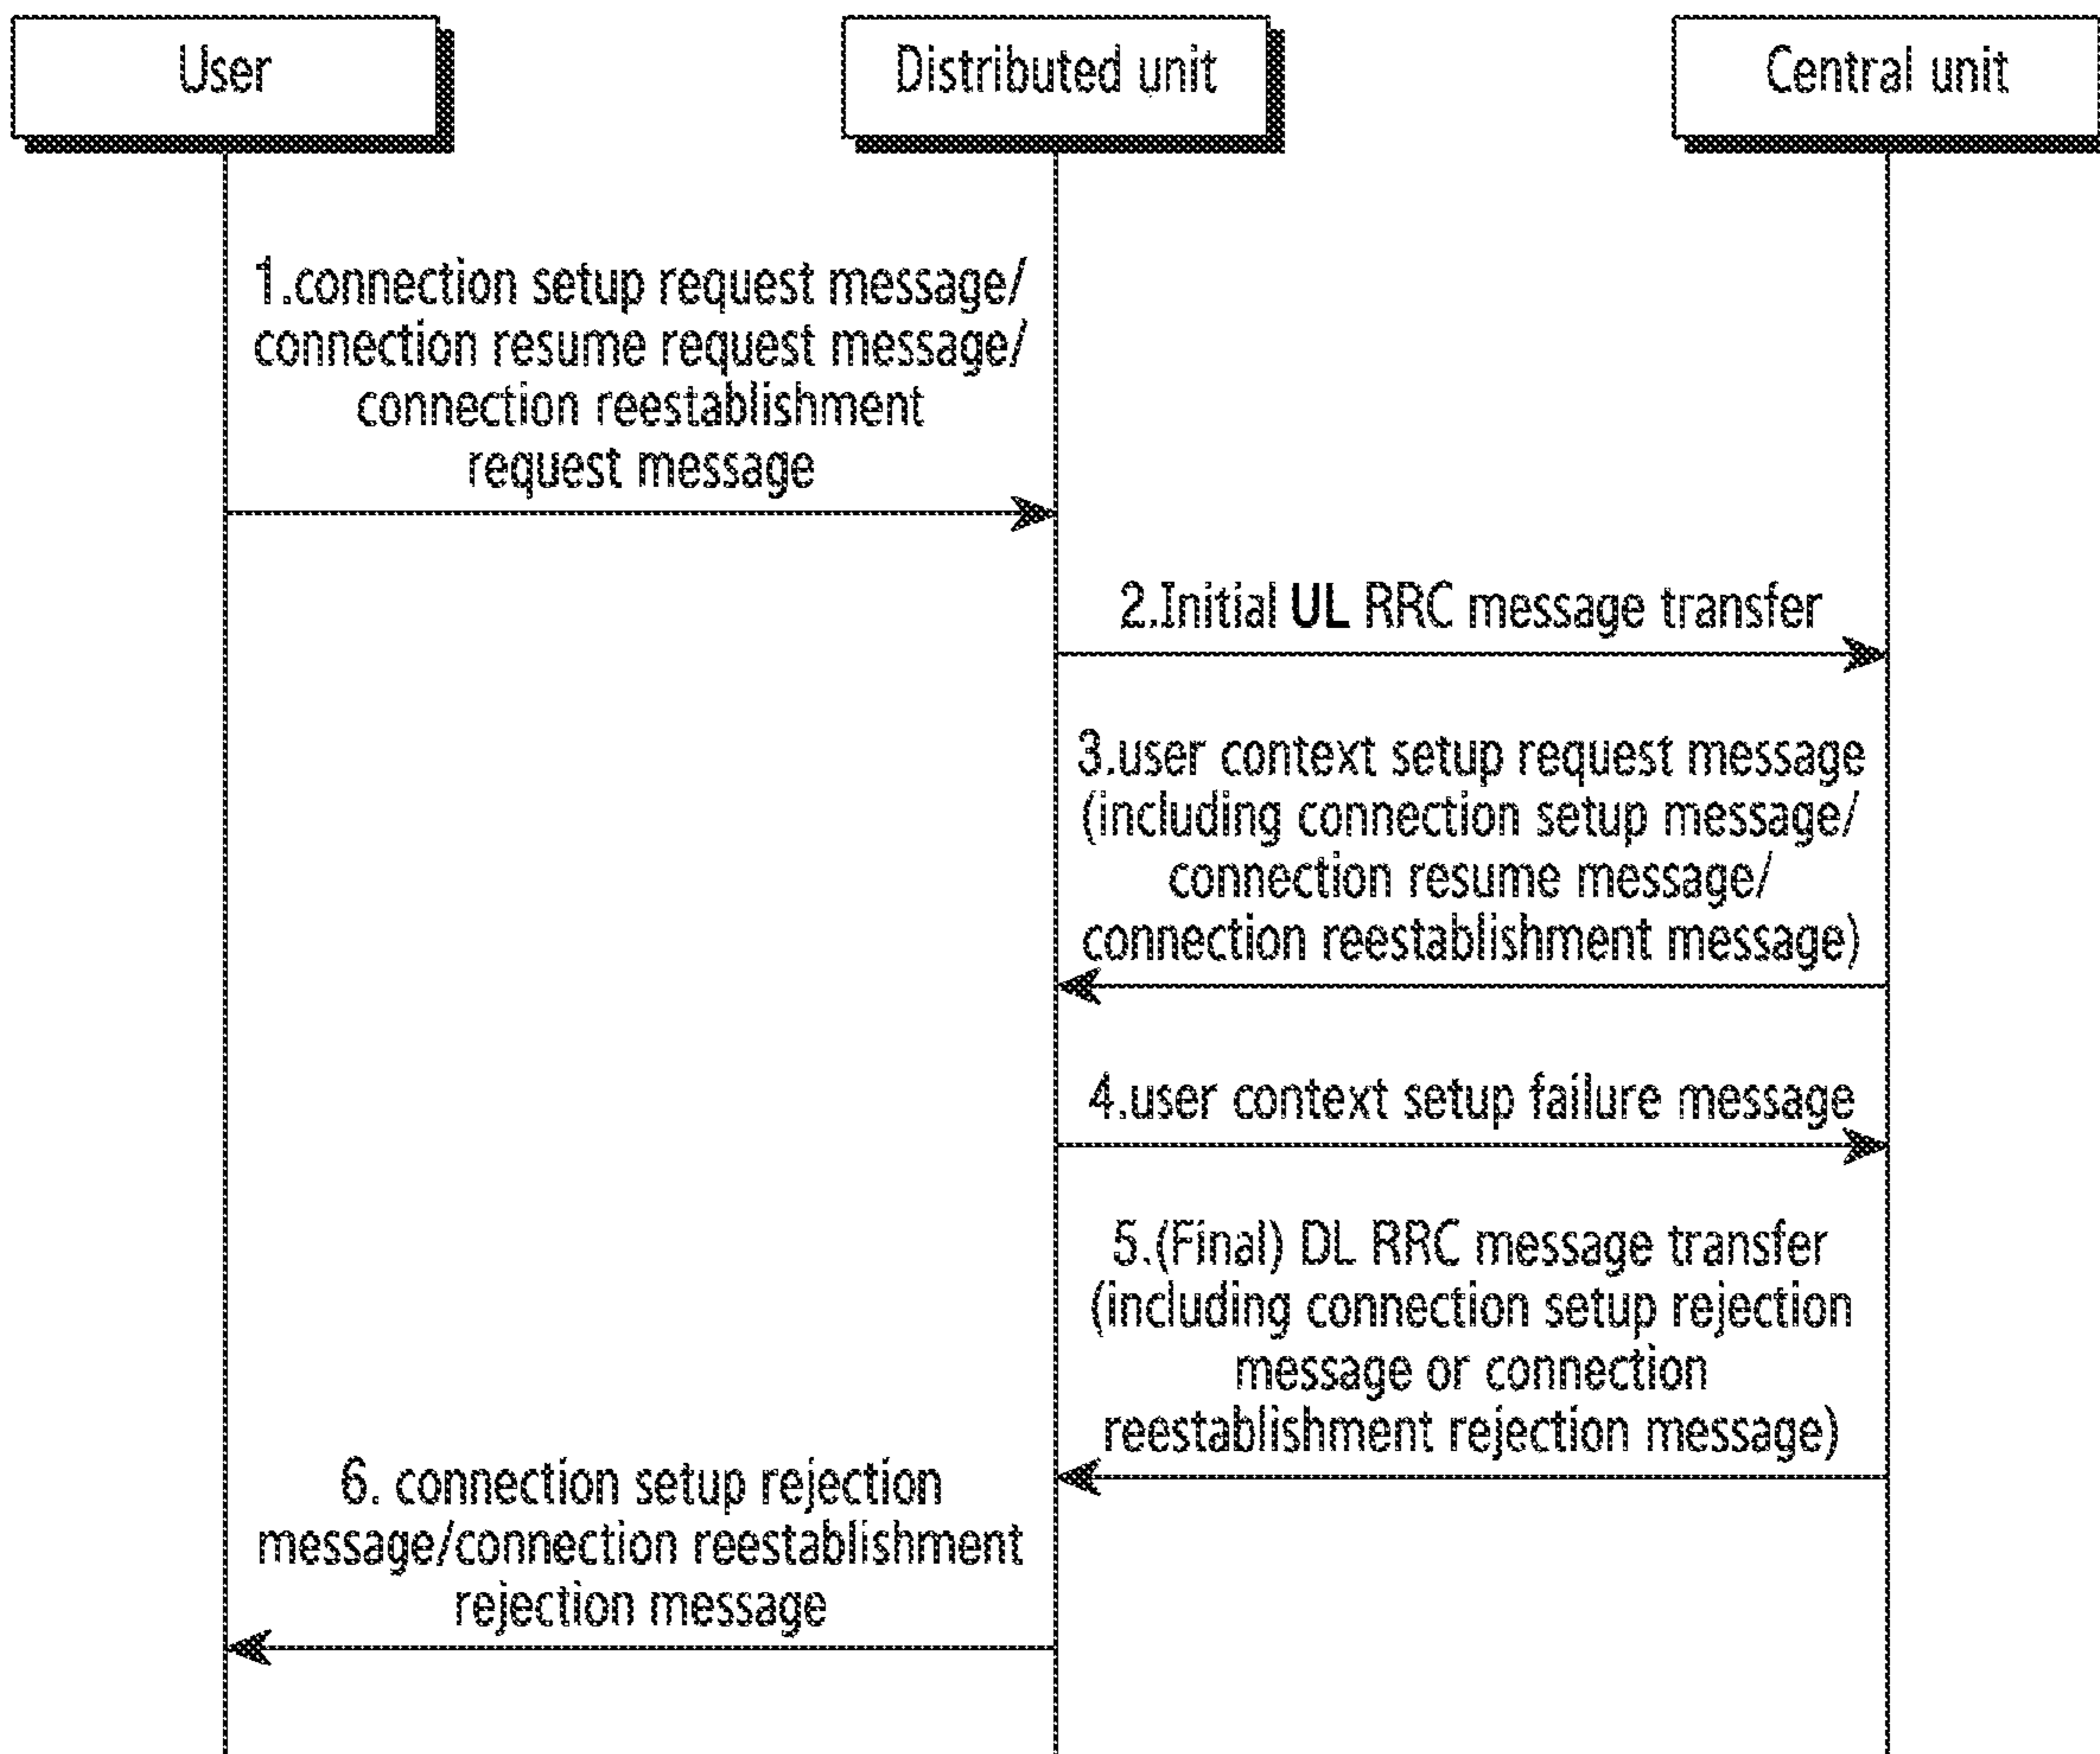 User
Distributed unit
Central unit
1.connection setup request message/
connection resume request message/
connection reestablishment
request message
2.Initial UL RRC message transfer
3.user context setup request message
(including connection setup message/
connection resume message/
connection reestablishment message)
4.user context setup failure message
5.(Final) DL RRC message transfer
(including connection setup rejection
message or connection
reestablishment rejection message)
6. connection setup rejection
message/connection reestablishment
rejection message